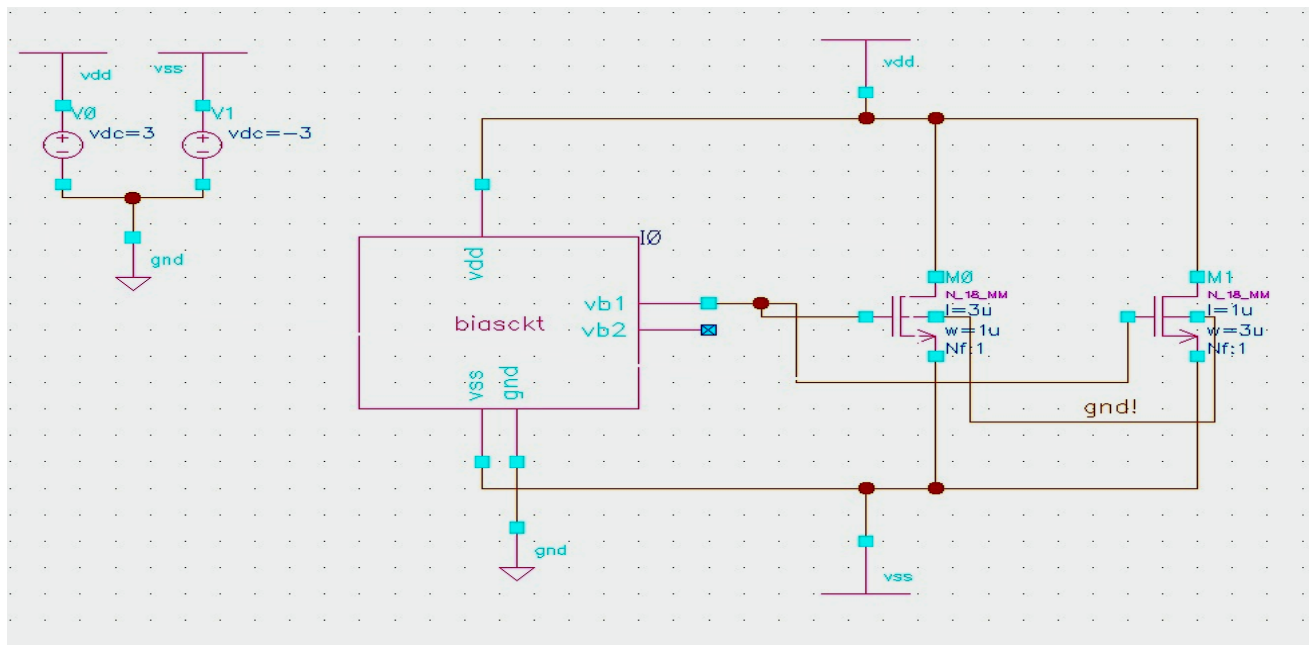 vdd
vss
V0
vdc=3
V1
vdc=-3
gnd
vdd
I0
vdd
biasckt
vb1
vb2
vss
gnd
gnd
M0
N_18_MM
l=3u
w=1u
Nf:1
M1
N_18_MM
l=1u
w=3u
Nf:1
gnd!
vss